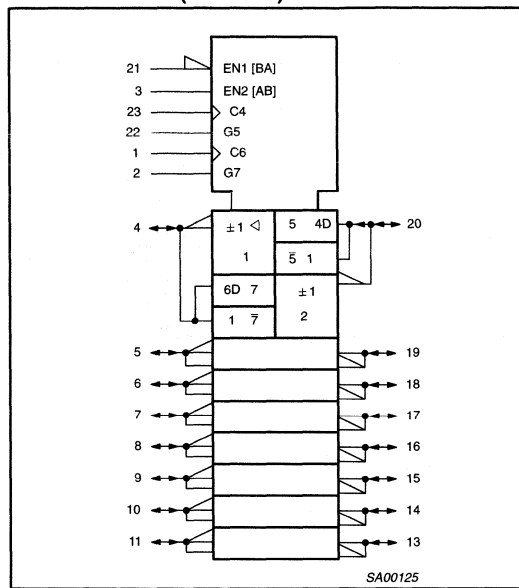 21 EN1 [BA]
3 EN2 [AB]
23 C4
22 G5
1 C6
2 G7
4 ±1 ◁ 5 4D 20
1 5̅ 1
6D 7 ±1
1 7̅ 2
5 19
6 18
7 17
8 16
9 15
10 14
11 13
SA00125